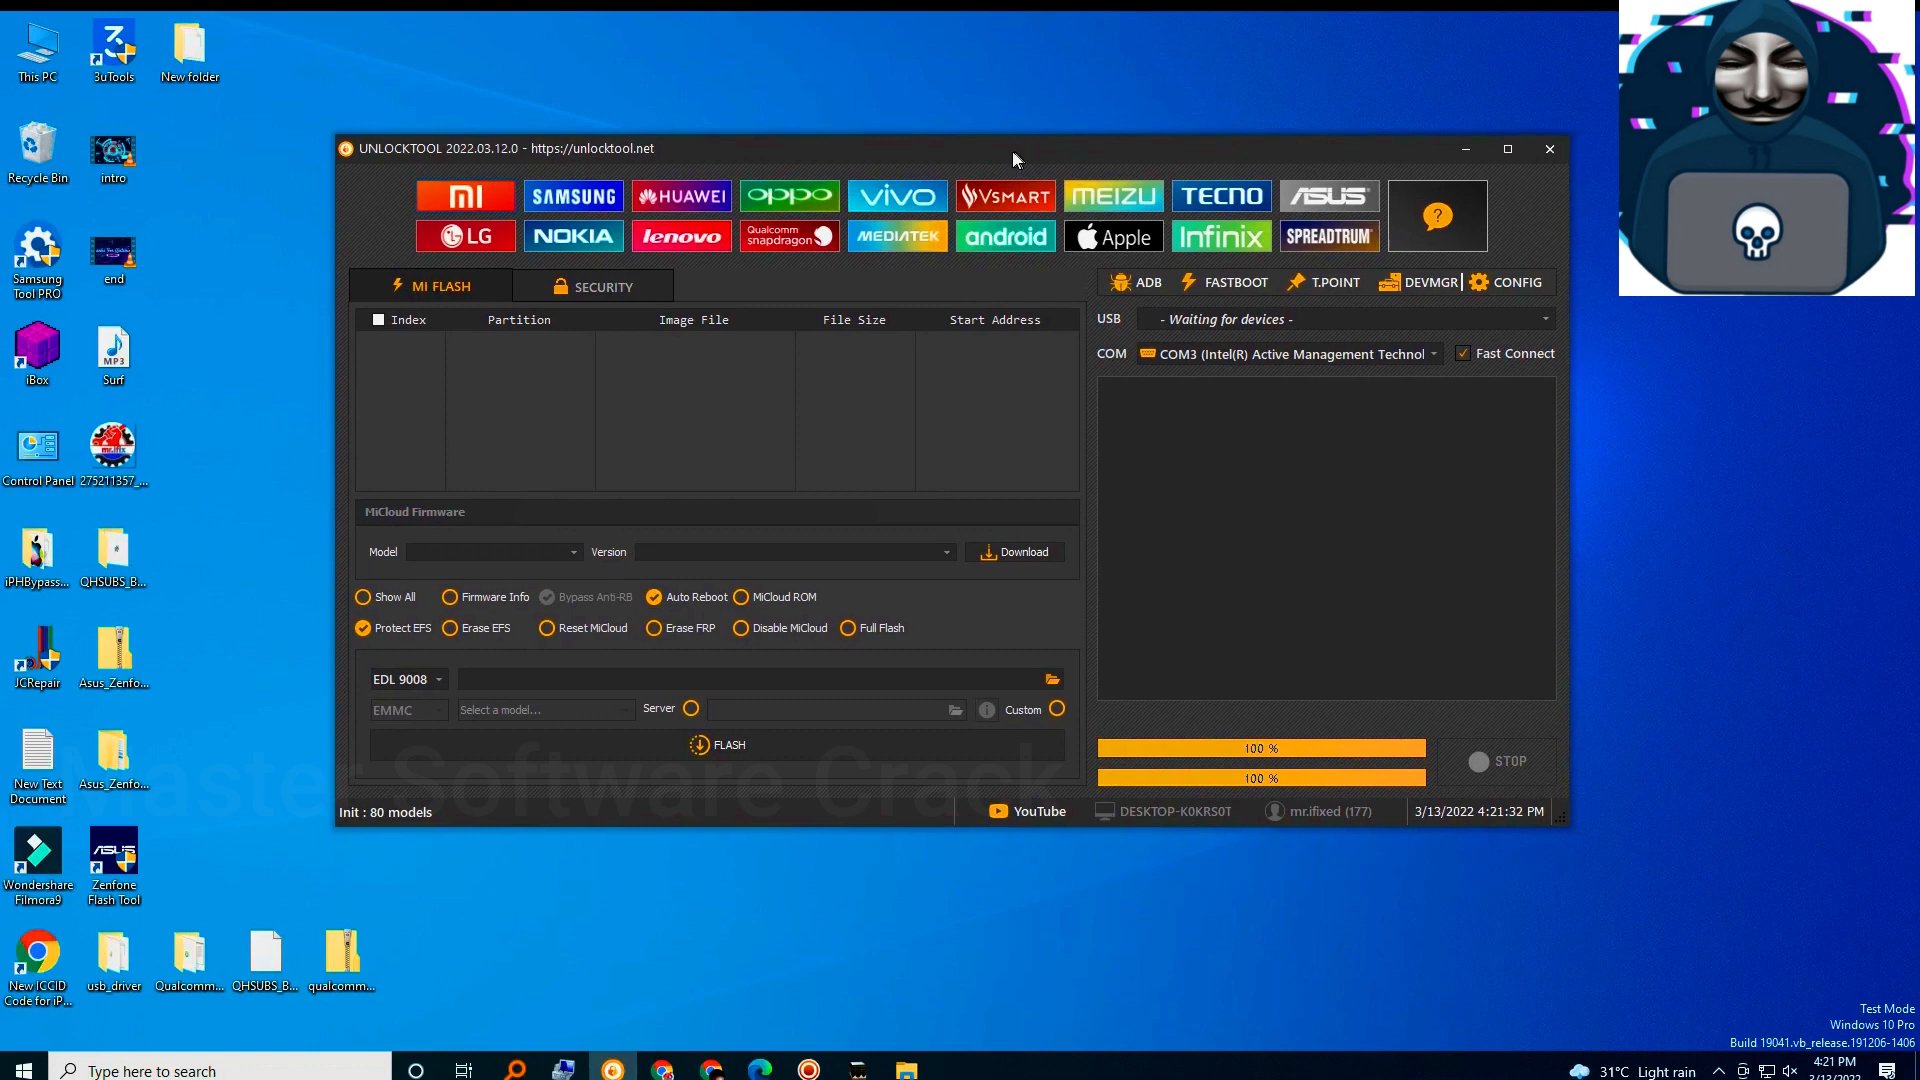 This PC
3uTools
New folder
Recycle Bin
intro
Samsung
Tool PRO
end
iBox
MP3
Surf
Control Panel
275211357_...
iPHBypass...
QHSUBS_B...
JCRepair
Asus_Zenfo...
New Text
Document
Asus_Zenfo...
Wondershare
Filmora9
ASUS
Zenfone
Flash Tool
New ICCID
Code for iP...
usb_driver
Qualcomm...
QHSUBS_B...
qualcomm...
UNLOCKTOOL 2022.03.12.0 - https://unlocktool.net
MI
SAMSUNG
HUAWEI
oppo
vivo
VSMART
MEIZU
TECNO
ASUS
?
LG
NOKIA
lenovo
Qualcomm
snapdragon
MEDIATEK
android
Apple
Infinix
SPREADTRUM
MI FLASH
SECURITY
ADB
FASTBOOT
T.POINT
DEVMGR
CONFIG
Index
Partition
Image File
File Size
Start Address
USB
- Waiting for devices -
COM
COM3 (Intel(R) Active Management Technol
Fast Connect
MiCloud Firmware
Model
Version
Download
Show All
Firmware Info
Bypass Anti-RB
Auto Reboot
MiCloud ROM
Protect EFS
Erase EFS
Reset MiCloud
Erase FRP
Disable MiCloud
Full Flash
EDL 9008
EMMC
Select a model...
Server
Custom
FLASH
100 %
100 %
STOP
Master Software Crack
Init : 80 models
YouTube
DESKTOP-K0KRS0T
mr.ifixed (177)
3/13/2022 4:21:32 PM
Test Mode
Windows 10 Pro
Build 19041.vb_release.191206-1406
Type here to search
31°C Light rain
4:21 PM
3/13/2022